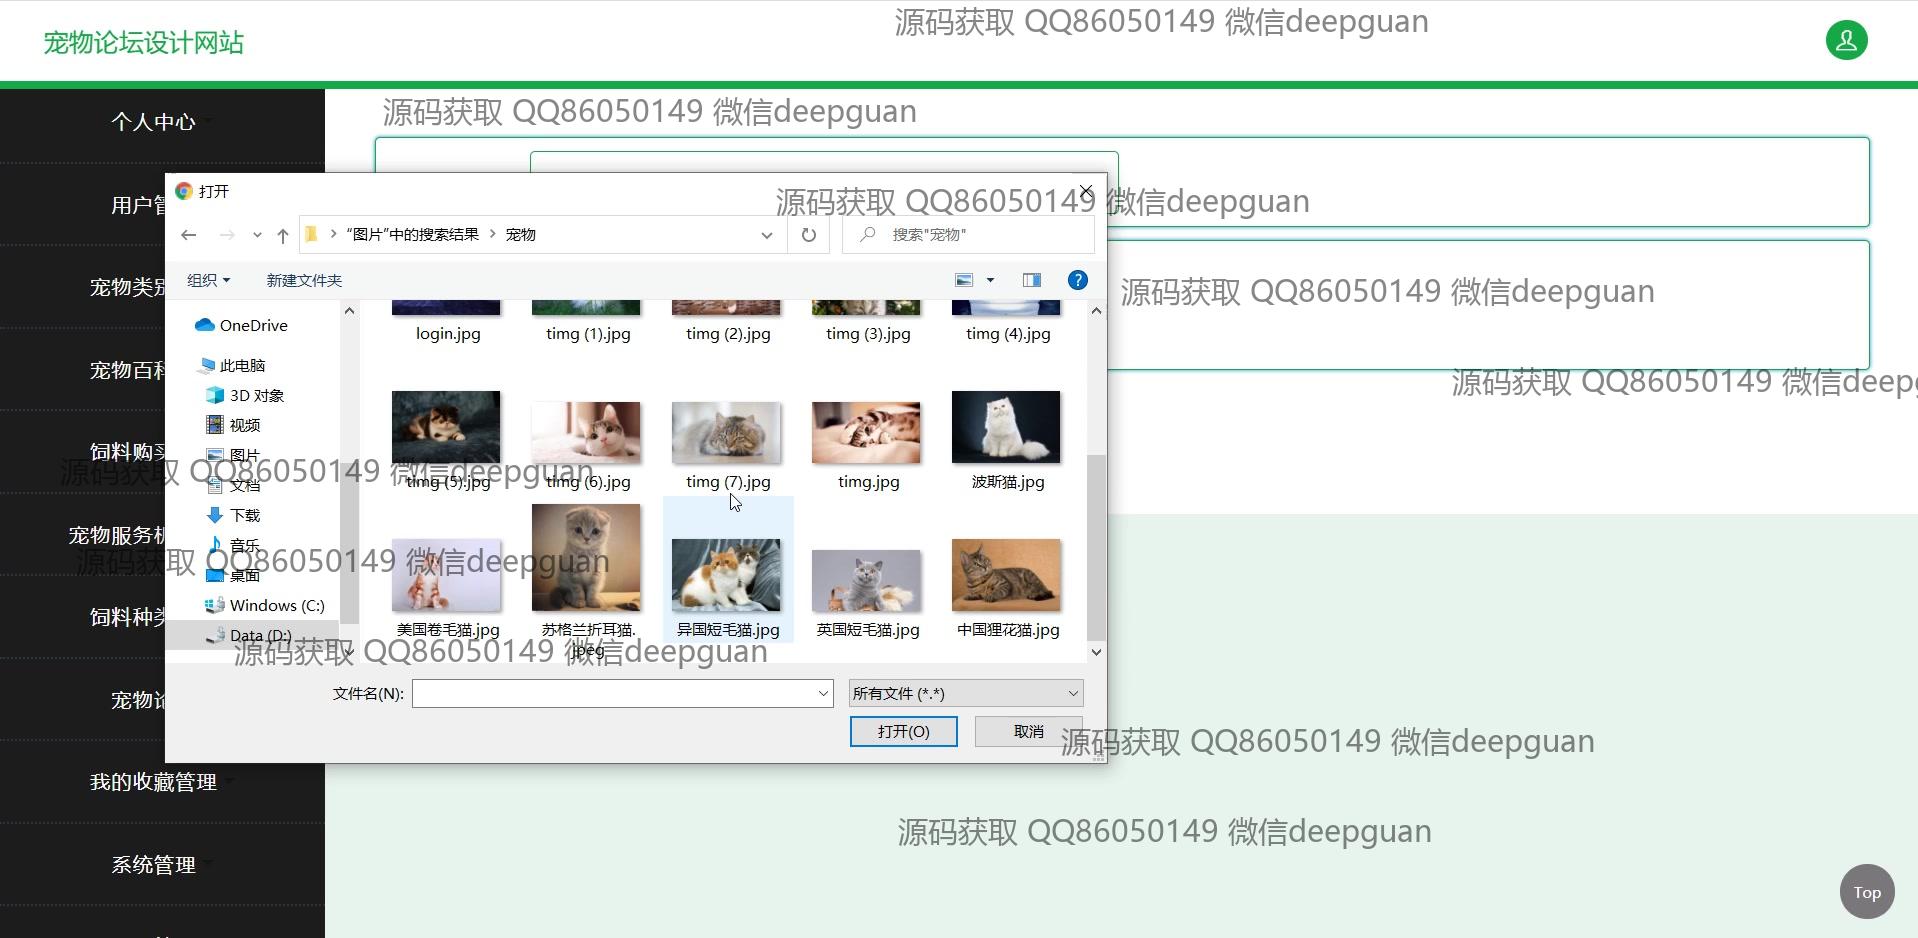 源码获取 QQ86050149 微信deepguan
宠物论坛设计网站
源码获取 QQ86050149 微信deepguan
个人中心
打开
源码获取 QQ86050149 微信deepguan
用户管
"图片"中的搜索结果 宠物
搜索"宠物"
组织
新建文件夹
宠物类别
源码获取 QQ86050149 微信deepguan
OneDrive
login.jpg
timg (1).jpg
timg (2).jpg
timg (3).jpg
timg (4).jpg
此电脑
宠物百科
源码获取 QQ86050149 微信deepg
3D 对象
视频
饲料购买
图片
源码获取 QQ86050149 微信deepguan
文档
timg (5).jpg
timg (6).jpg
timg (7).jpg
timg.jpg
波斯猫.jpg
下载
宠物服务机
音乐
源码获取 QQ86050149 微信deepguan
桌面
Windows (C:)
饲料种类
Data (D:)
美国卷毛猫.jpg
苏格兰折耳猫.
jpeg
异国短毛猫.jpg
英国短毛猫.jpg
中国狸花猫.jpg
源码获取 QQ86050149 微信deepguan
宠物论
文件名(N):
所有文件 (*.*)
打开(O)
取消
源码获取 QQ86050149 微信deepguan
我的收藏管理
源码获取 QQ86050149 微信deepguan
系统管理
Top